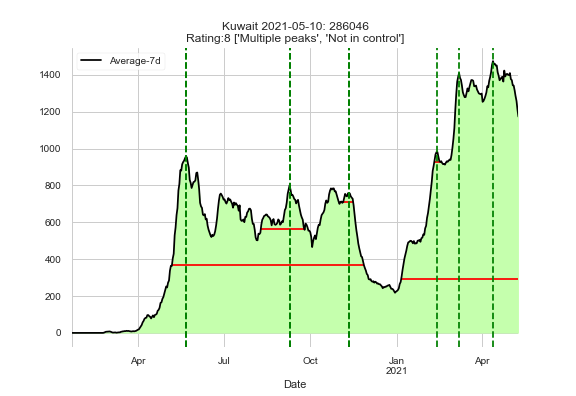 Kuwait 2021-05-10: 286046
Rating:8 ['Multiple peaks', 'Not in control']
Average-7d
1400
1200
1000
800
600
400
200
0
Apr
Jul
Oct
Jan
2021
Apr
Date